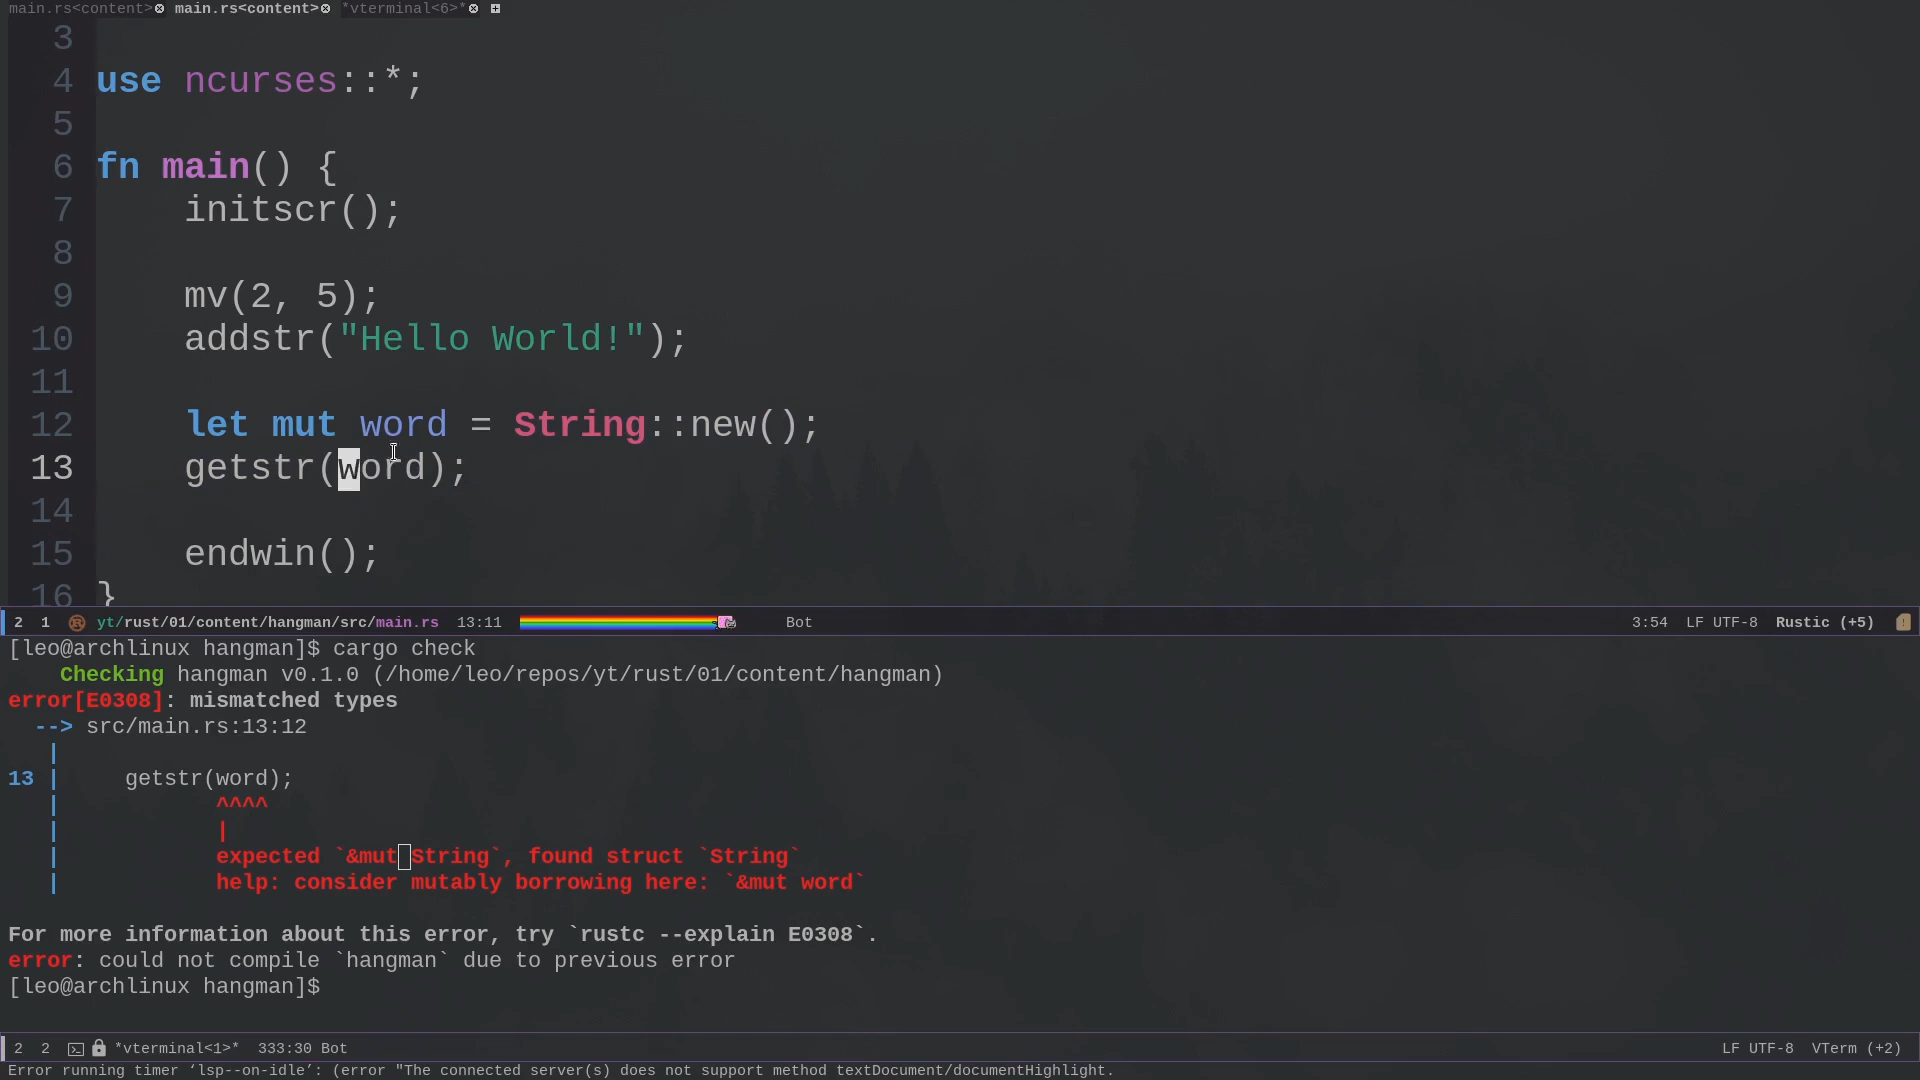 main.rs<content> main.rs<content> *vterminal<6>*
3
4 use ncurses::*;
5
6 fn main() {
7     initscr();
8
9     mv(2, 5);
10     addstr("Hello World!");
11
12     let mut word = String::new();
13     getstr(word);
14
15     endwin();
16 }
2 1 yt/rust/01/content/hangman/src/main.rs 13:11 Bot 3:54 LF UTF-8 Rustic (+5)
[leo@archlinux hangman]$ cargo check
    Checking hangman v0.1.0 (/home/leo/repos/yt/rust/01/content/hangman)
error[E0308]: mismatched types
  --> src/main.rs:13:12
   |
13 |     getstr(word);
   |            ^^^^
   |            |
   |            expected `&mut String`, found struct `String`
   |            help: consider mutably borrowing here: `&mut word`
For more information about this error, try `rustc --explain E0308`.
error: could not compile `hangman` due to previous error
[leo@archlinux hangman]$
2 2 *vterminal<1>* 333:30 Bot LF UTF-8 VTerm (+2)
Error running timer ‘lsp--on-idle’: (error "The connected server(s) does not support method textDocument/documentHighlight.